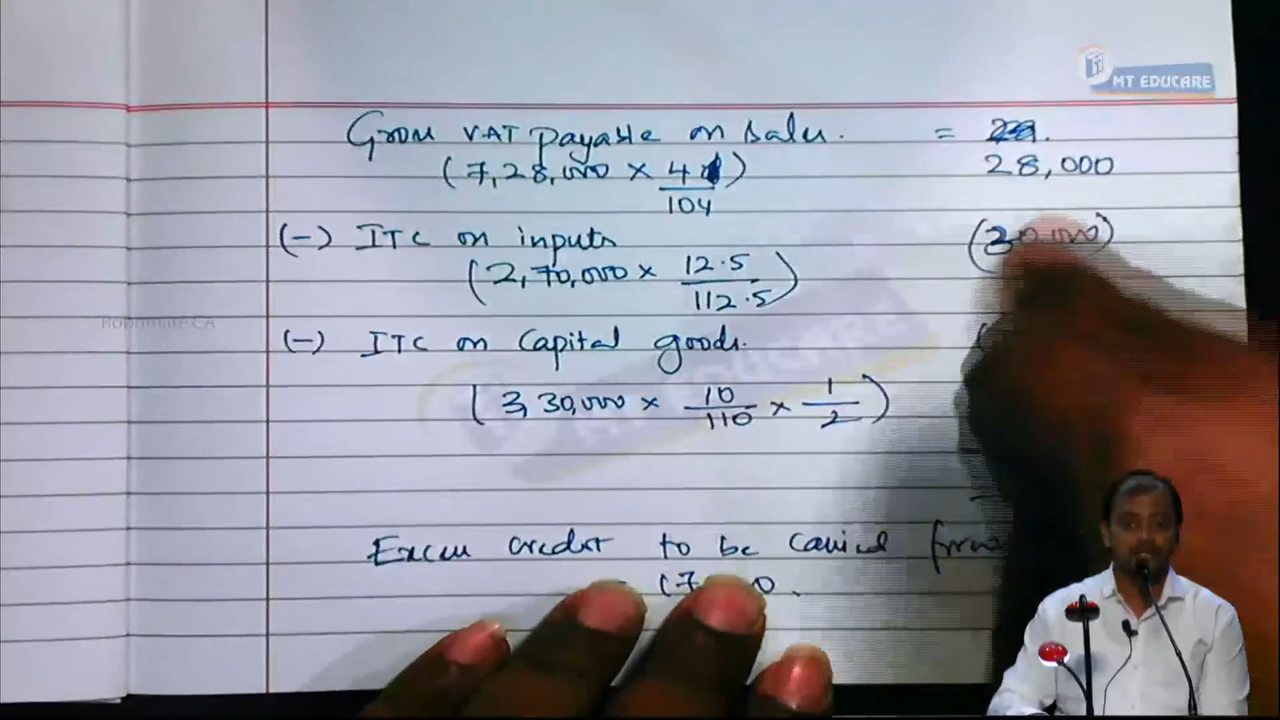 MT EDUCARE
Gross VAT payable on sales. =
(7,28,000 × 4/104) 28,000
(-) ITC on inputs (30,000)
(2,70,000 × 12.5/112.5)
(-) ITC on Capital goods. (
(3,30,000 × 10/110 × 1/2)
Excess credit to be carried